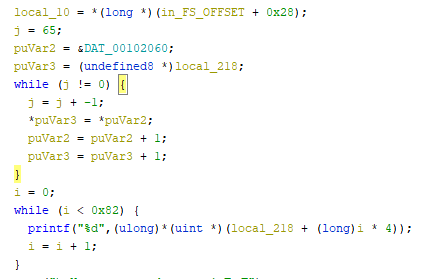 local_10 = *(long *)(in_FS_OFFSET + 0x28);
j = 65;
puVar2 = &DAT_00102060;
puVar3 = (undefined8 *)local_218;
while (j != 0) {
j = j + -1;
*puVar3 = *puVar2;
puVar2 = puVar2 + 1;
puVar3 = puVar3 + 1;
}
i = 0;
while (i < 0x82) {
printf("%d",(ulong)*(uint *)(local_218 + (long)i * 4));
i = i + 1;
}